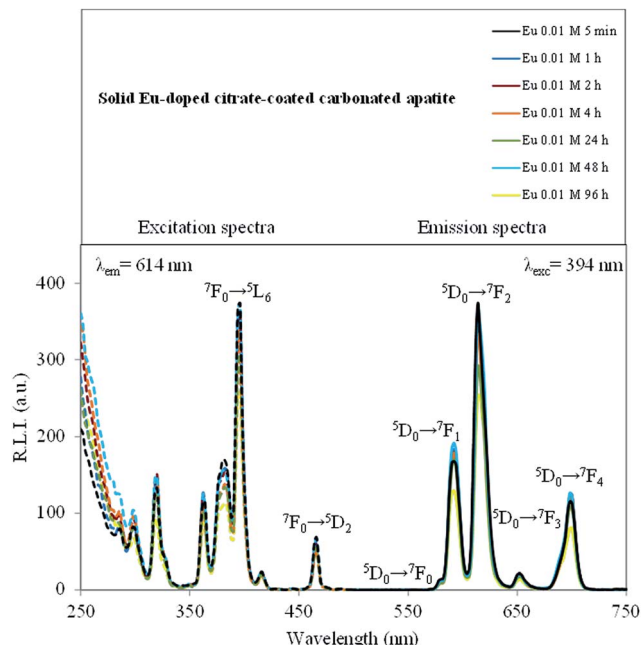 Eu 0.01 M 5 min
Eu 0.01 M 1 h
Eu 0.01 M 2 h
Solid Eu-doped citrate-coated carbonated apatite
Eu 0.01 M 4 h
Eu 0.01 M 24 h
Eu 0.01 M 48 h
Eu 0.01 M 96 h
Excitation spectra
Emission spectra
λem= 614 nm
λexc= 394 nm
⁷F₀→⁵L₆
⁵D₀→⁷F₂
⁵D₀→⁷F₁
⁵D₀→⁷F₄
⁷F₀→⁵D₂
⁵D₀→⁷F₃
⁵D₀→⁷F₀
R.L.I. (a.u.)
400
300
200
100
0
250 350 450 550 650 750
Wavelength (nm)